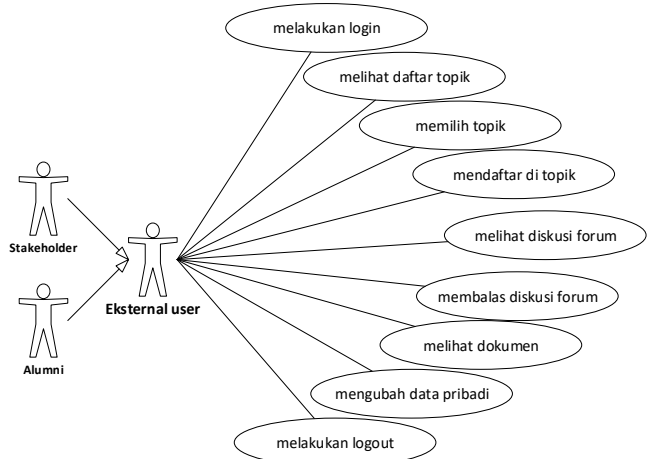 melakukan login
melihat daftar topik
memilih topik
mendaftar di topik
melihat diskusi forum
membalas diskusi forum
melihat dokumen
mengubah data pribadi
melakukan logout
Stakeholder
Eksternal user
Alumni